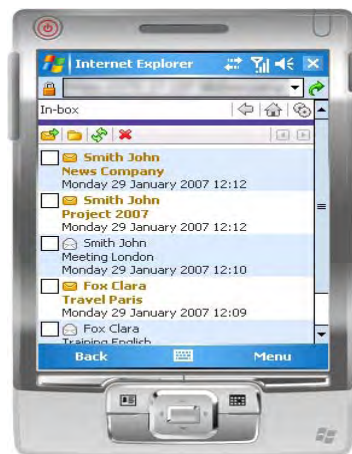 Internet Explorer
In-box
Smith John
News Company
Monday 29 January 2007 12:12
Smith John
Project 2007
Monday 29 January 2007 12:12
Smith John
Meeting London
Monday 29 January 2007 12:10
Fox Clara
Travel Paris
Monday 29 January 2007 12:09
Fox Clara
Training English
Back Menu